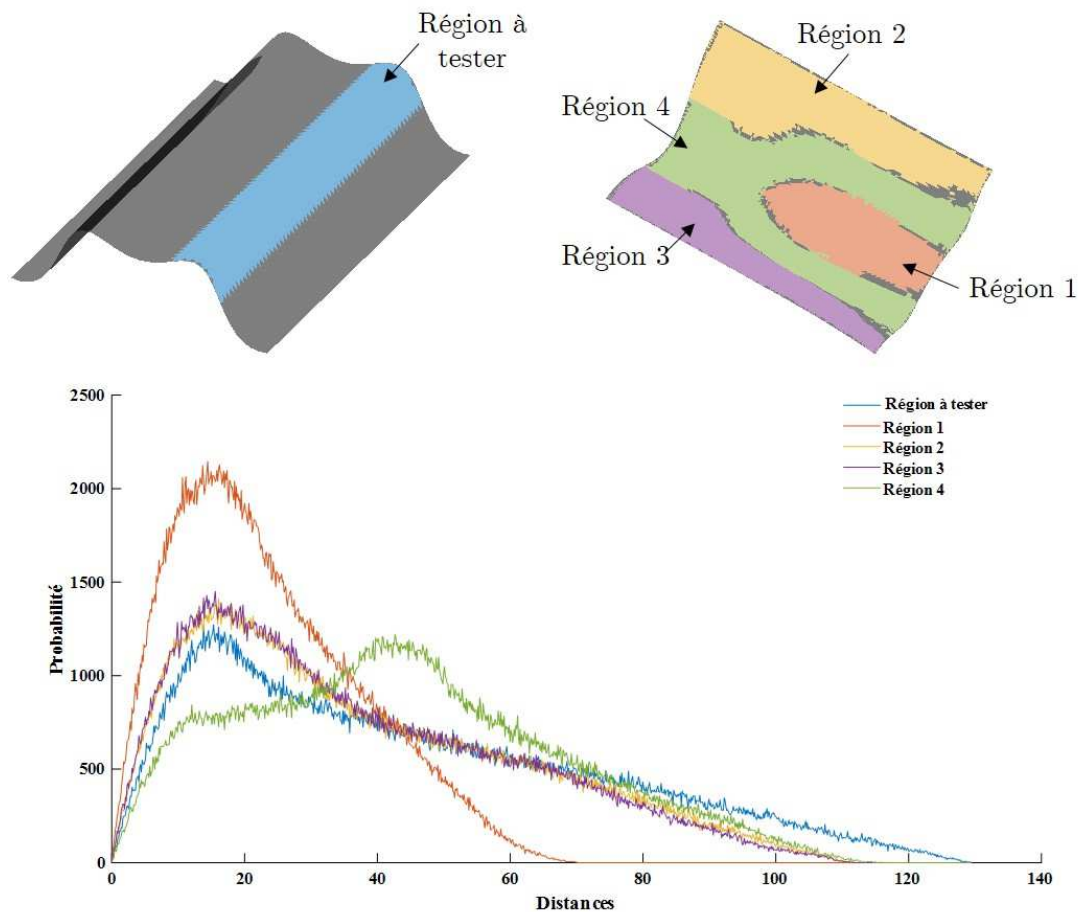 Région à
tester
Région 2
Région 4
Région 3
Région 1
2500
2000
1500
1000
500
0
Probabilité
Région à tester
Région 1
Région 2
Région 3
Région 4
0 20 40 60 80 100 120 140
Distances